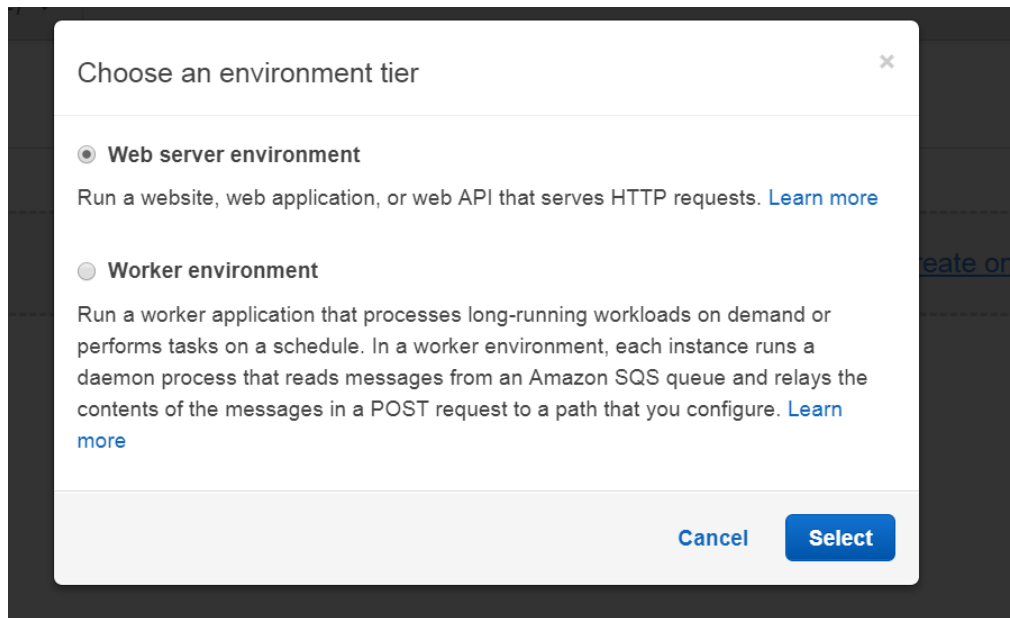 Choose an environment tier
×
Web server environment
Run a website, web application, or web API that serves HTTP requests. Learn more
Worker environment
Run a worker application that processes long-running workloads on demand or
performs tasks on a schedule. In a worker environment, each instance runs a
daemon process that reads messages from an Amazon SQS queue and relays the
contents of the messages in a POST request to a path that you configure. Learn
more
Cancel
Select